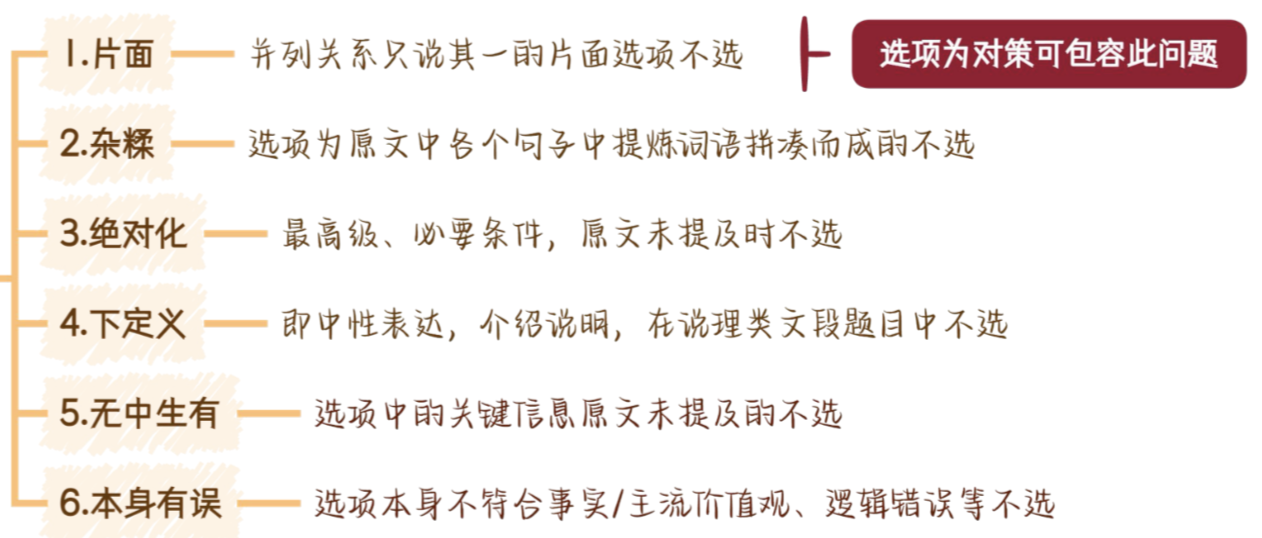 1.片面 并列关系只说其一的片面选项不选 选项为对策可包容此问题
2.杂糅 选项为原文中各个句子中提炼词语拼凑而成的不选
3.绝对化 最高级、必要条件，原文未提及时不选
4.下定义 即中性表达，介绍说明，在说理类文段题目中不选
5.无中生有 选项中的关键信息原文未提及的不选
6.本身有误 选项本身不符合事实/主流价值观、逻辑错误等不选